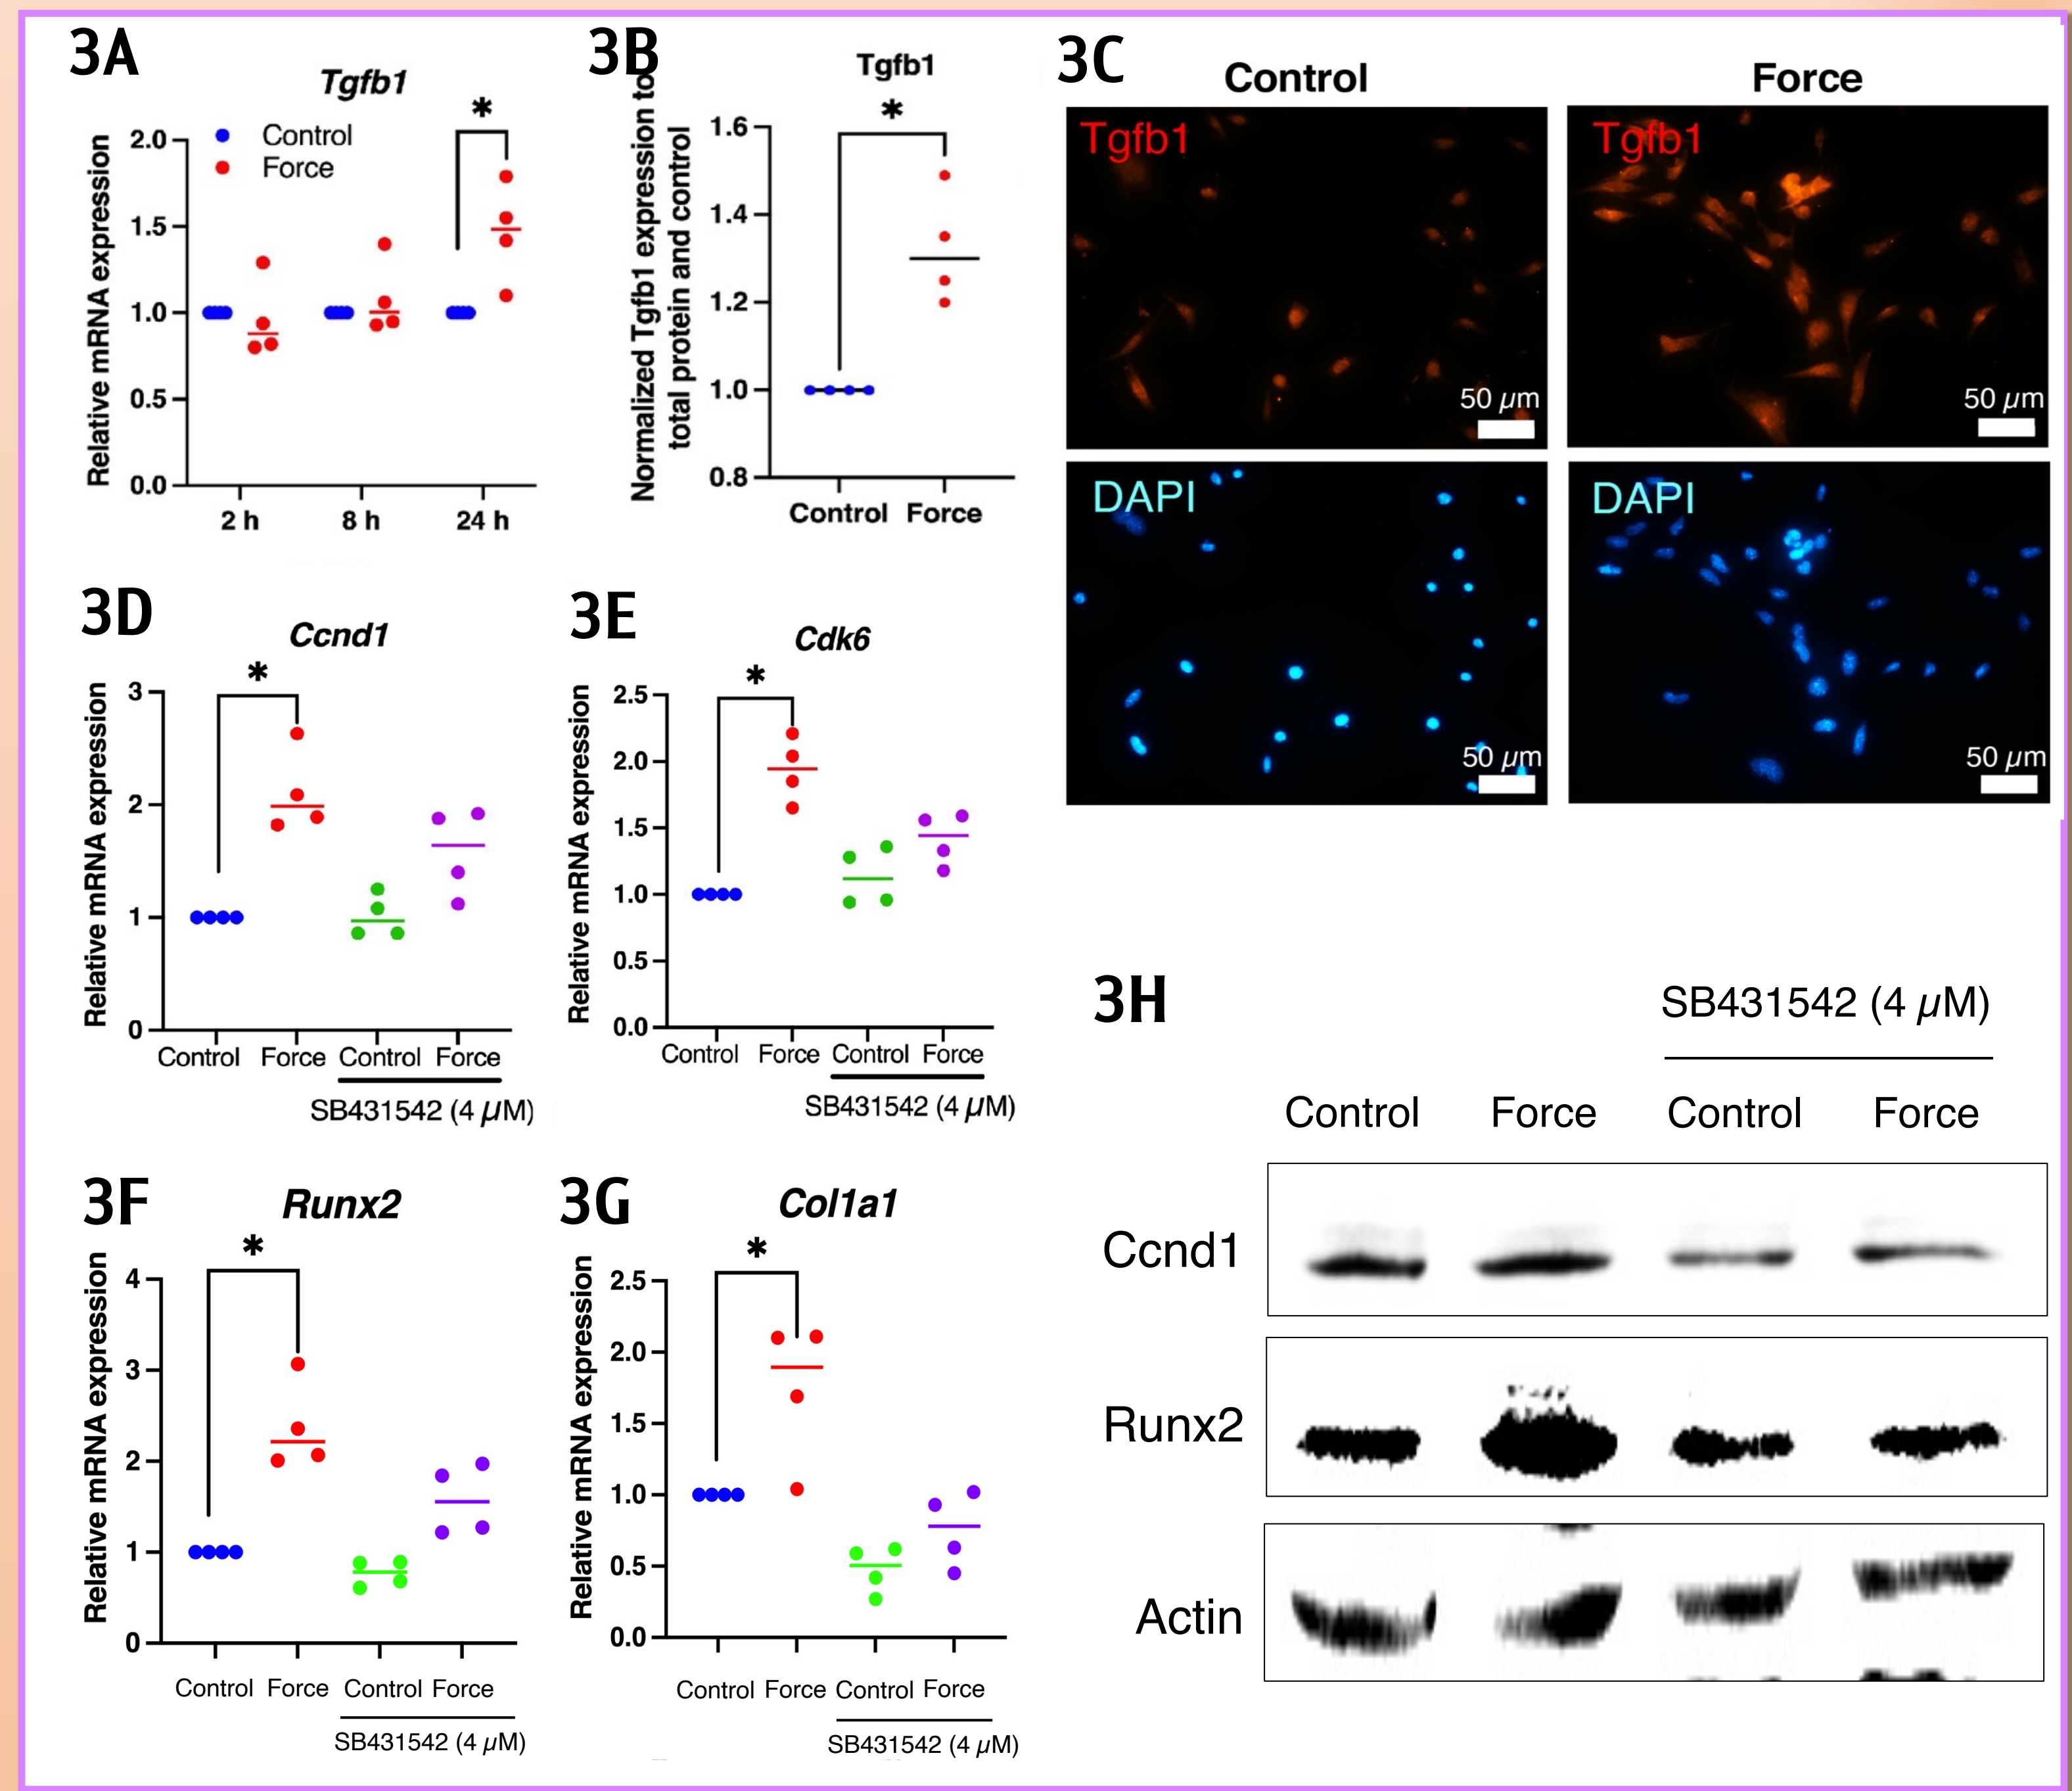 3A
Tgfb1
*
Control
Force
Relative mRNA expression
2.0
1.5
1.0
0.5
0.0
2 h
8 h
24 h
3B
Tgfb1
*
Normalized Tgfb1 expression to
total protein and control
1.6
1.4
1.2
1.0
0.8
Control Force
3C
Control
Force
Tgfb1
50 µm
Tgfb1
50 µm
DAPI
50 µm
DAPI
50 µm
3D
Ccnd1
*
Relative mRNA expression
3
2
1
0
Control Force Control Force
SB431542 (4 µM)
3E
Cdk6
*
Relative mRNA expression
2.5
2.0
1.5
1.0
0.5
0.0
Control Force Control Force
SB431542 (4 µM)
3F
Runx2
*
Relative mRNA expression
4
3
2
1
0
Control Force Control Force
SB431542 (4 µM)
3G
Col1a1
*
Relative mRNA expression
2.5
2.0
1.5
1.0
0.5
0.0
Control Force Control Force
SB431542 (4 µM)
3H
SB431542 (4 µM)
Control Force Control Force
Ccnd1
Runx2
Actin